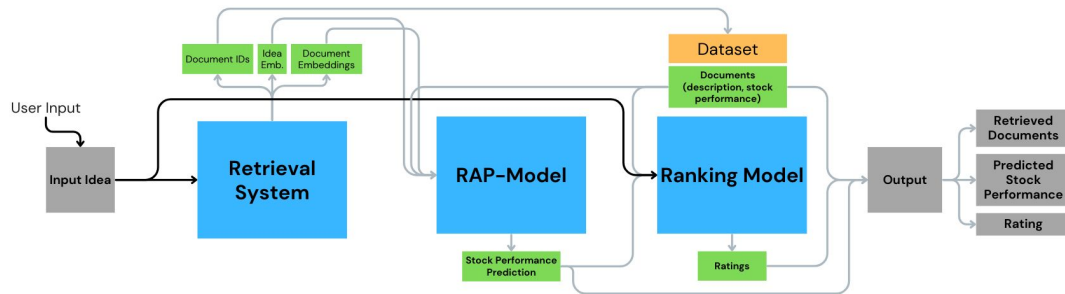 User Input
Input Idea
Document IDs
Idea
Emb.
Document
Embeddings
Retrieval
System
RAP-Model
Stock Performance
Prediction
Dataset
Documents
(description, stock
performance)
Ranking Model
Ratings
Output
Retrieved
Documents
Predicted
Stock
Performance
Rating